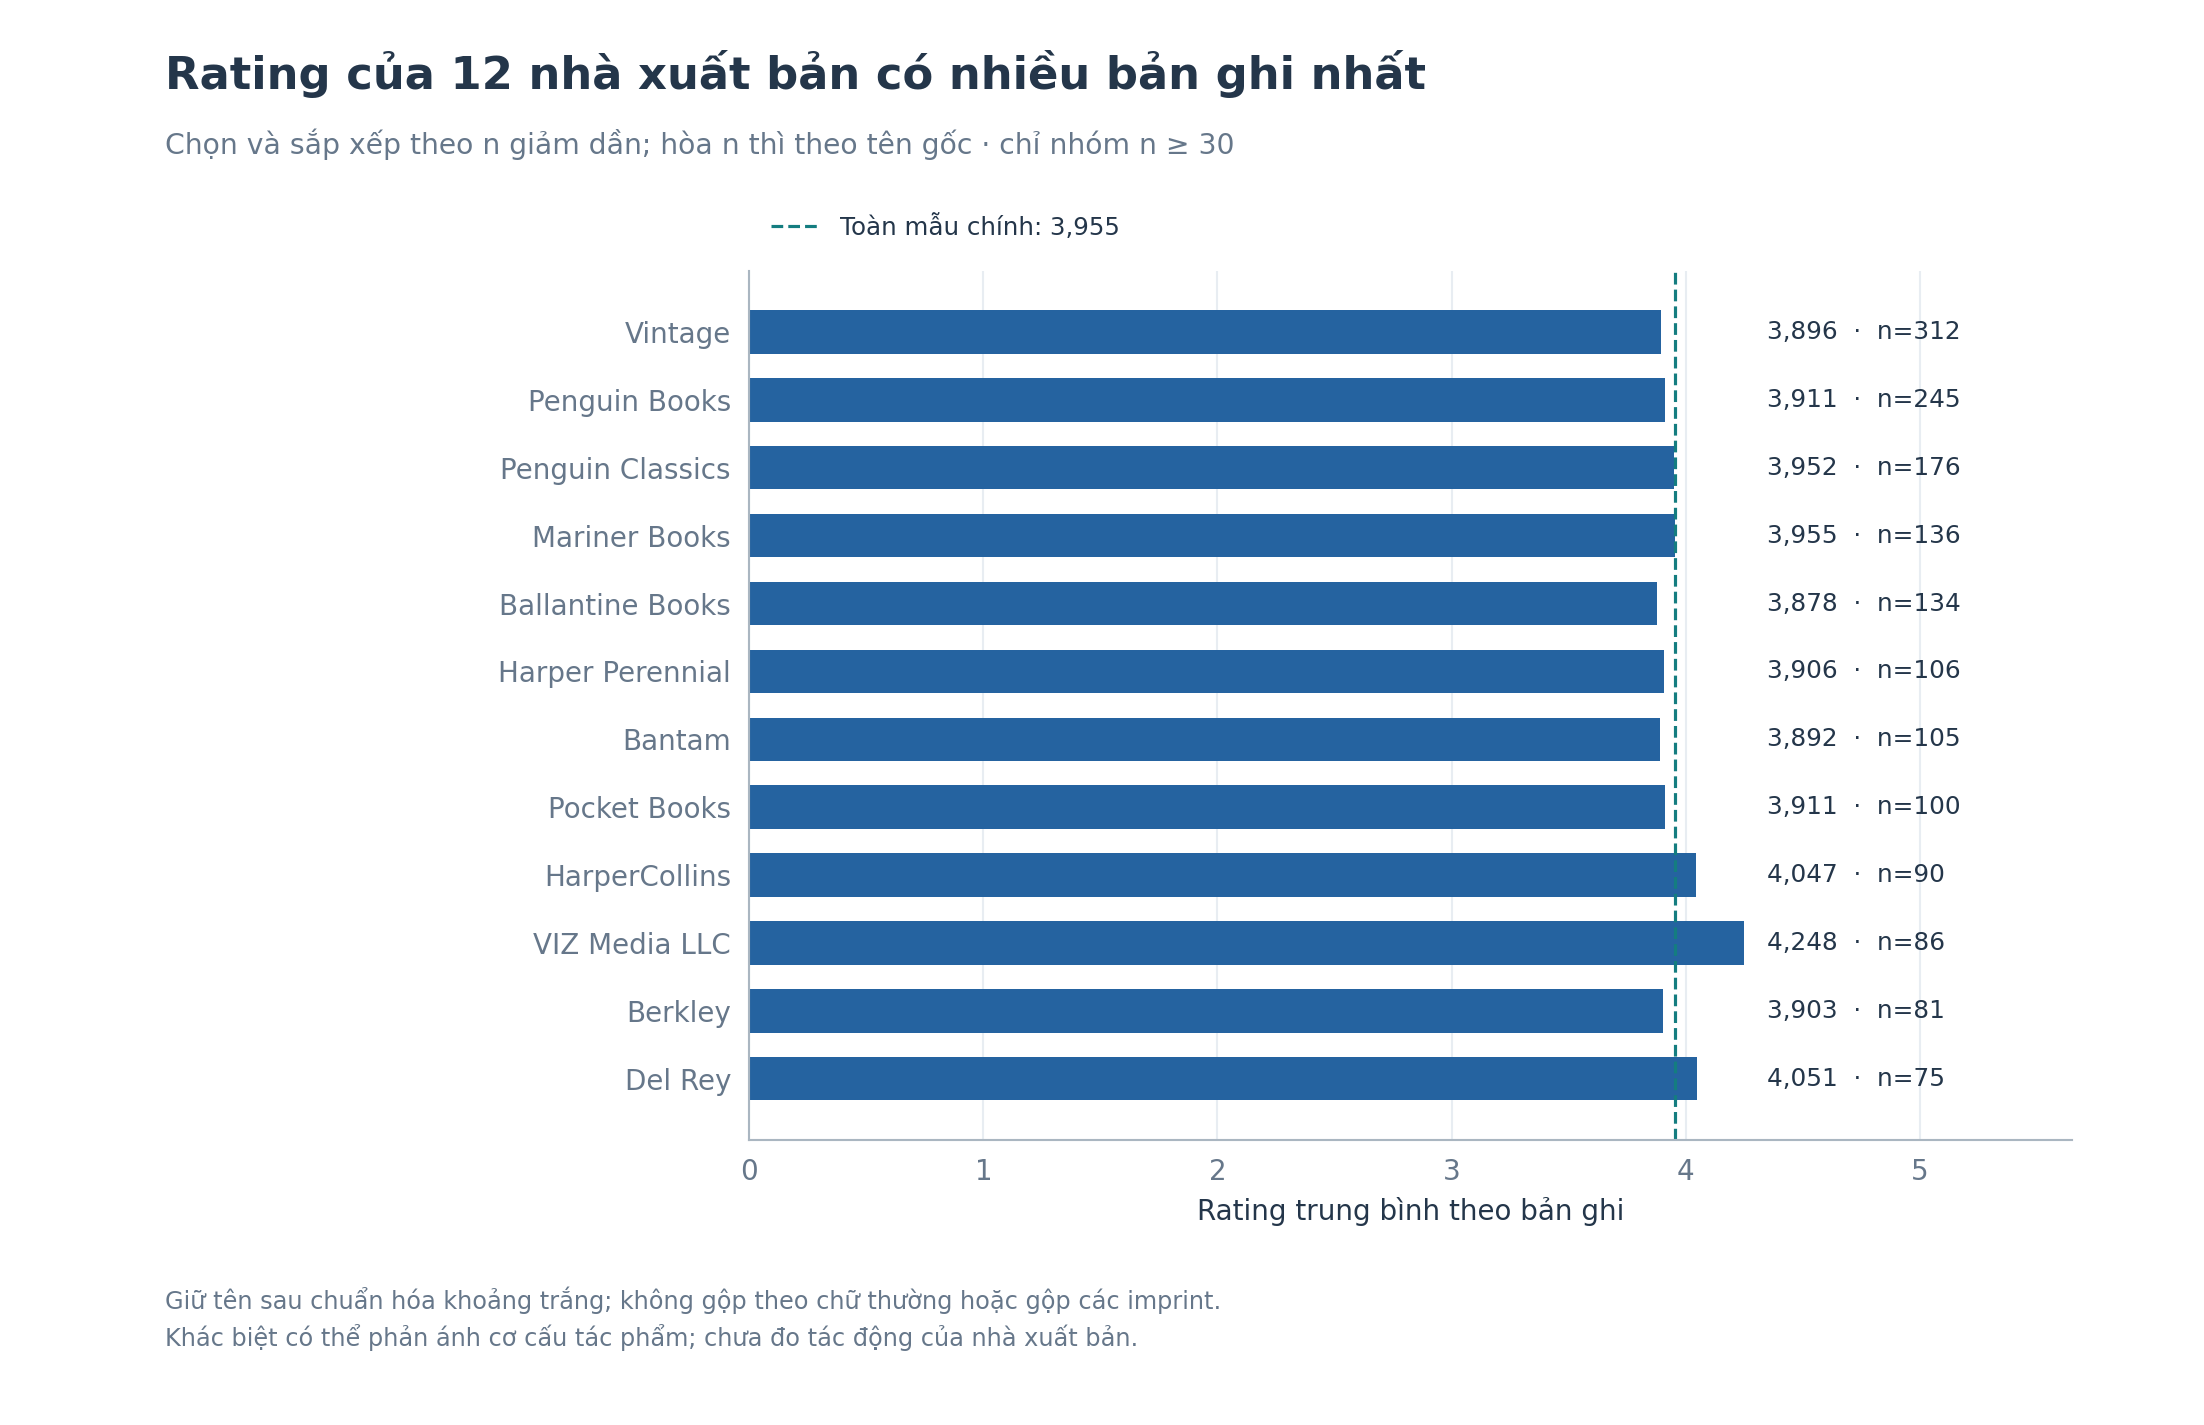 Rating của 12 nhà xuất bản có nhiều bản ghi nhất
Chọn và sắp xếp theo n giảm dần; hòa n thì theo tên gốc · chỉ nhóm n ≥ 30
Toàn mẫu chính: 3,955
Vintage 3,896 · n=312
Penguin Books 3,911 · n=245
Penguin Classics 3,952 · n=176
Mariner Books 3,955 · n=136
Ballantine Books 3,878 · n=134
Harper Perennial 3,906 · n=106
Bantam 3,892 · n=105
Pocket Books 3,911 · n=100
HarperCollins 4,047 · n=90
VIZ Media LLC 4,248 · n=86
Berkley 3,903 · n=81
Del Rey 4,051 · n=75
0 1 2 3 4 5
Rating trung bình theo bản ghi
Giữ tên sau chuẩn hóa khoảng trắng; không gộp theo chữ thường hoặc gộp các imprint.
Khác biệt có thể phản ánh cơ cấu tác phẩm; chưa đo tác động của nhà xuất bản.